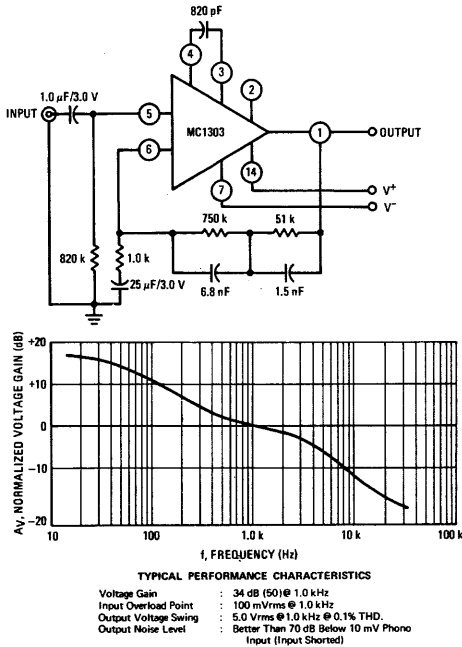 820 pF
4
3
2
1.0 µF/3.0 V
INPUT
5
MC1303
1
OUTPUT
6
14
7
V+
V−
750 k
51 k
820 k
1.0 k
25 µF/3.0 V
6.8 nF
1.5 nF
AV, NORMALIZED VOLTAGE GAIN (dB)
+20
+10
0
−10
−20
10
100
1.0 k
10 k
100 k
f, FREQUENCY (Hz)
TYPICAL PERFORMANCE CHARACTERISTICS
Voltage Gain : 34 dB (50)@ 1.0 kHz
Input Overload Point : 100 mVrms @ 1.0 kHz
Output Voltage Swing : 5.0 Vrms @ 1.0 kHz @ 0.1% THD.
Output Noise Level : Better Than 70 dB Below 10 mV Phono
Input (Input Shorted)